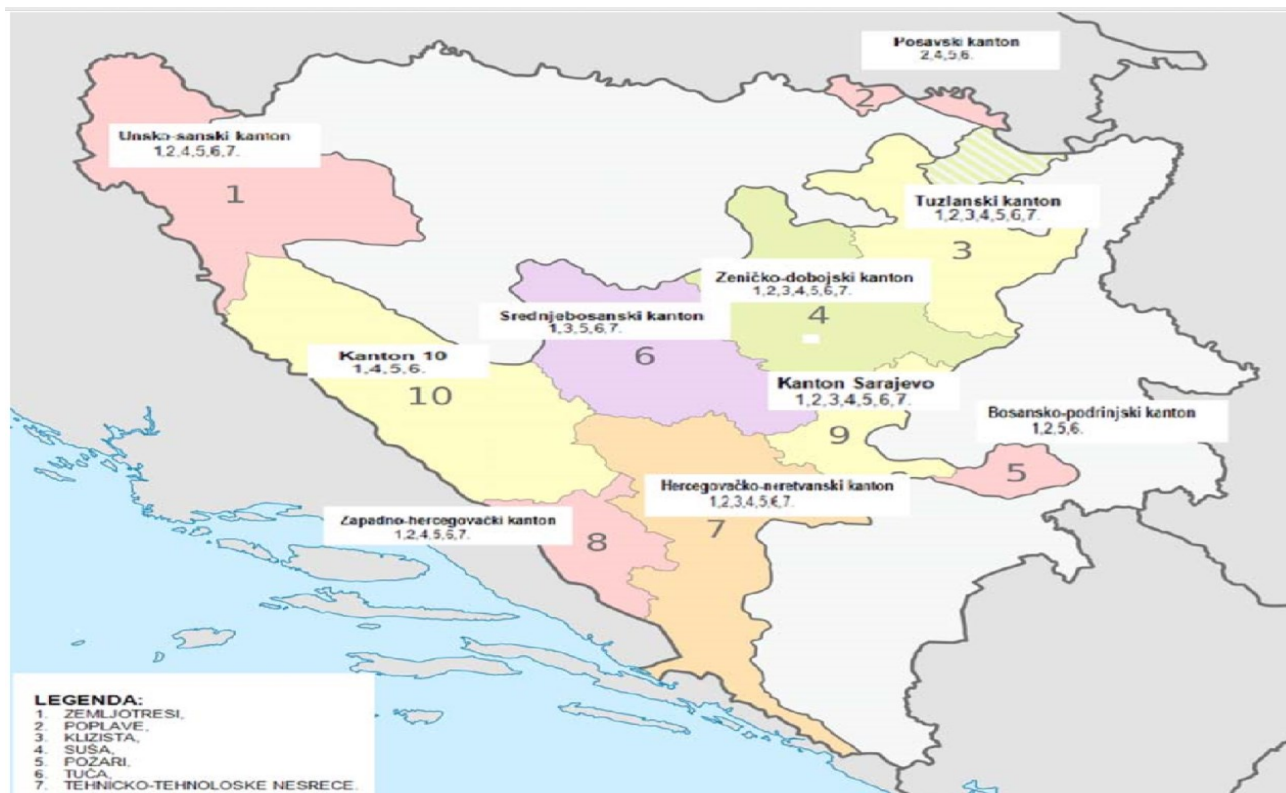 Posavski kanton
2,4,5,6.
2
Unsko-sanski kanton
1,2,4,5,6,7.
1
Tuzlanski kanton
1,2,3,4,5,6,7.
3
Zeničko-dobojski kanton
1,2,3,4,5,6,7.
4
Srednjebosanski kanton
1,3,5,6,7.
6
Kanton 10
1,4,5,6.
10
Kanton Sarajevo
1,2,3,4,5,6,7.
9
Bosansko-podrinjski kanton
1,2,5,6.
5
Hercegovačko-neretvanski kanton
1,2,3,4,5,6,7.
7
Zapadno-hercegovački kanton
1,2,4,5,6,7.
8
LEGENDA:
1. ZEMLJOTRESI,
2. POPLAVE,
3. KLIZISTA,
4. SUŠA,
5. POŽARI,
6. TUČA,
7. TEHNICKO-TEHNOLOSKE NESRECE.